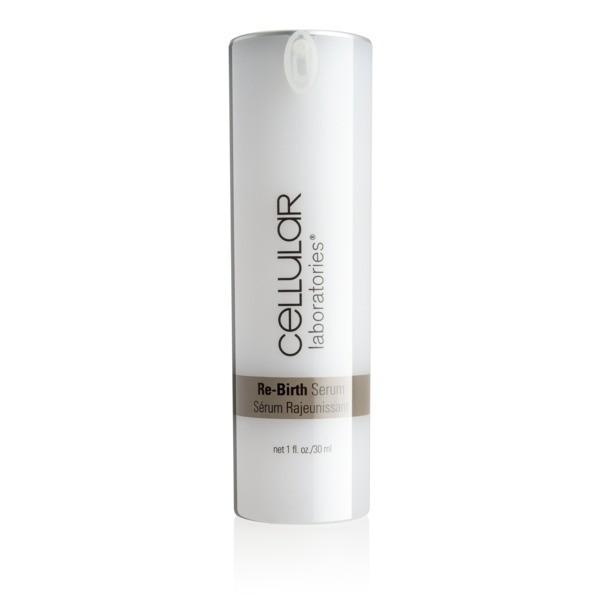 CELLULAR
laboratories®
Re-Birth Serum
Sérum Rajeunissant
net 1 fl. oz./30 ml